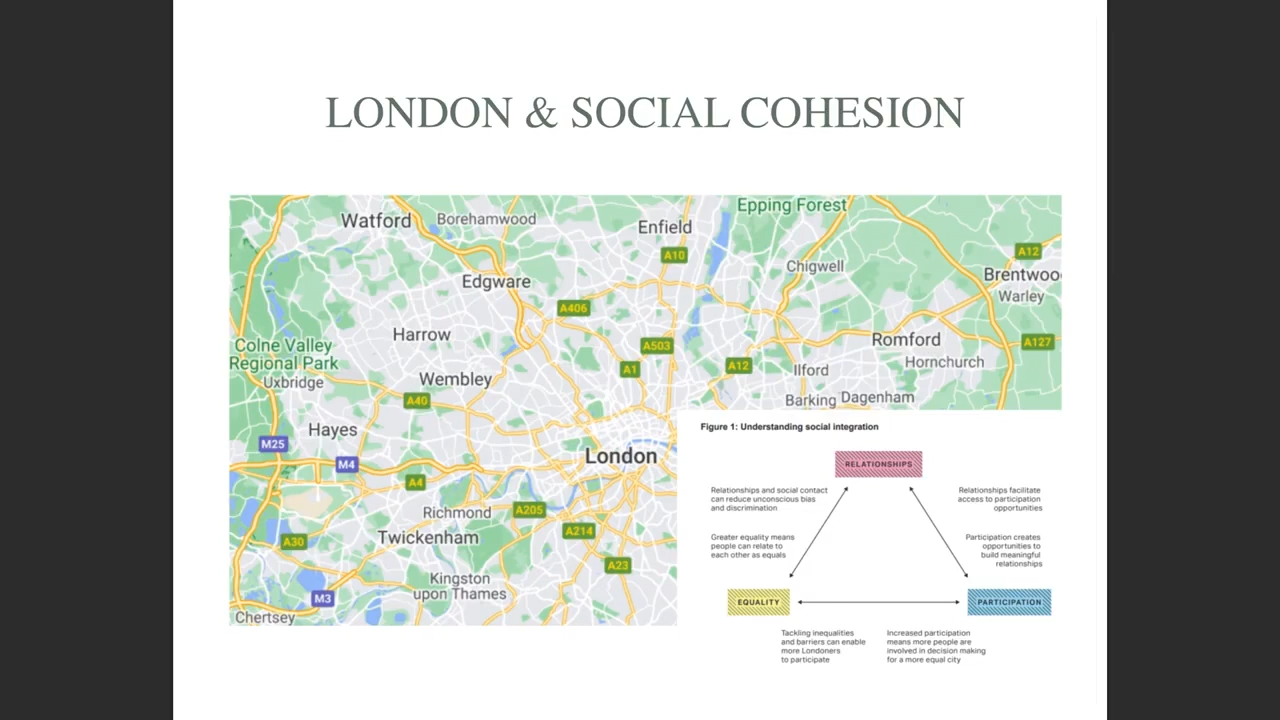 LONDON & SOCIAL COHESION
Epping Forest
Watford
Borehamwood
Enfield
A10
A12
Chigwell
Brentwoo
Edgware
Warley
A406
Harrow
A503
Romford
A127
Colne Valley
Regional Park
A1
A12
Ilford
Hornchurch
Uxbridge
Wembley
A40
Barking
Dagenham
Hayes
M25
M4
London
A4
Richmond
A205
Twickenham
A214
A30
A23
Kingston
upon Thames
M3
Chertsey
Figure 1: Understanding social integration
RELATIONSHIPS
Relationships and social contact
can reduce unconscious bias
and discrimination
Relationships facilitate
access to participation
opportunities
Greater equality means
people can relate to
each other as equals
Participation creates
opportunities to
build meaningful
relationships
EQUALITY
PARTICIPATION
Tackling inequalities
and barriers can enable
more Londoners
to participate
Increased participation
means more people are
involved in decision making
for a more equal city